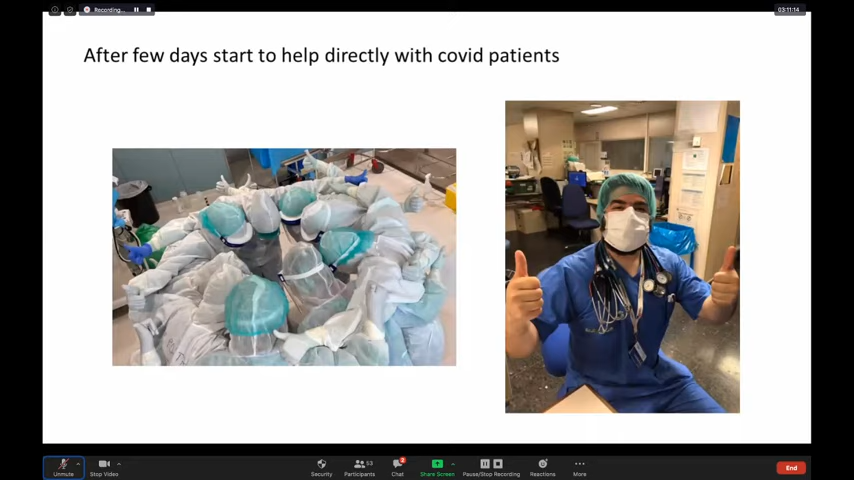 Recording...
03:11:14
After few days start to help directly with covid patients
Unmute
Stop Video
Security
Participants
53
Chat
Share Screen
Pause/Stop Recording
Reactions
More
End